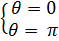 θ = 0
θ = π